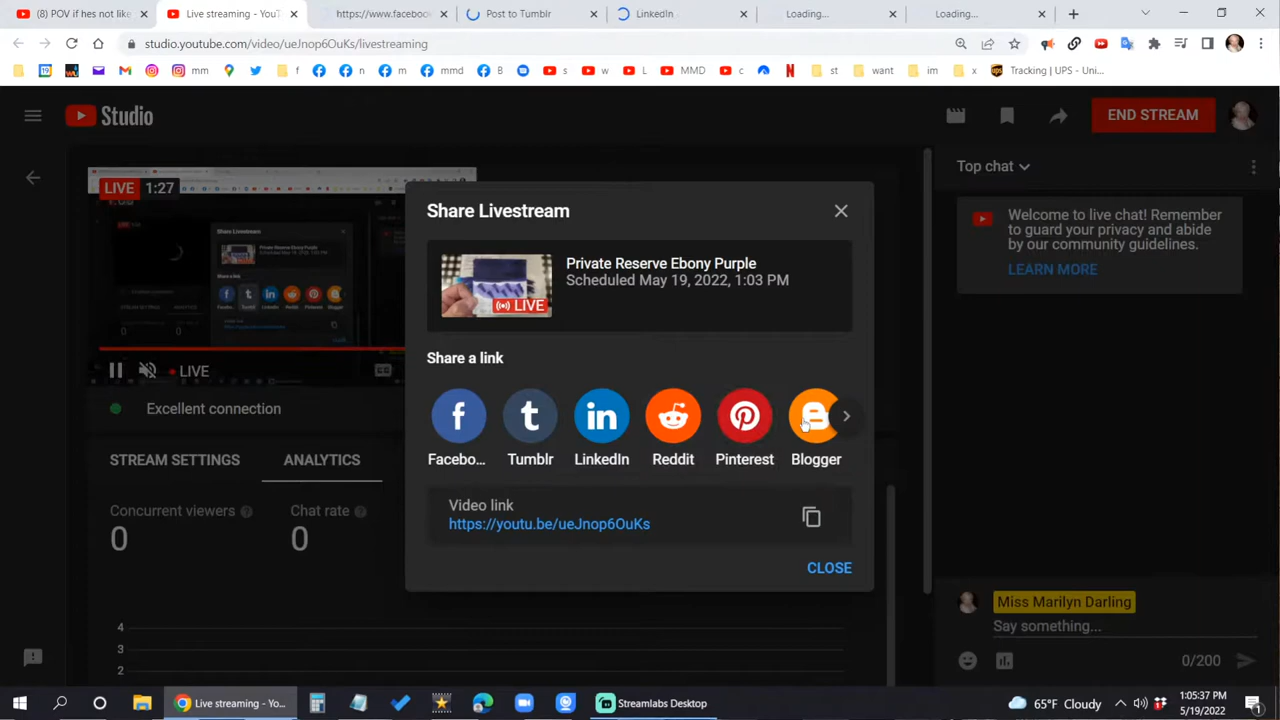 (8) POV if hes not like
Live streaming - YouT
https://www.facebook
Post to Tumblr
LinkedIn
Loading...
Loading...
studio.youtube.com/video/ueJnop6OuKs/livestreaming
mm
f
n
m
mmd
B
s
w
L
MMD
c
st
want
im
x
Tracking | UPS - Uni...
Studio
END STREAM
LIVE 1:27
Top chat
Welcome to live chat! Remember
to guard your privacy and abide
by our community guidelines.
LEARN MORE
Share Livestream
Private Reserve Ebony Purple
Scheduled May 19, 2022, 1:03 PM
LIVE
Share a link
Facebo...
Tumblr
LinkedIn
Reddit
Pinterest
Blogger
Video link
https://youtu.be/ueJnop6OuKs
CLOSE
LIVE
Excellent connection
STREAM SETTINGS
ANALYTICS
Concurrent viewers
Chat rate
0
0
4
3
2
Miss Marilyn Darling
Say something...
0/200
Live streaming - Yo...
Streamlabs Desktop
65°F Cloudy
1:05:37 PM
5/19/2022